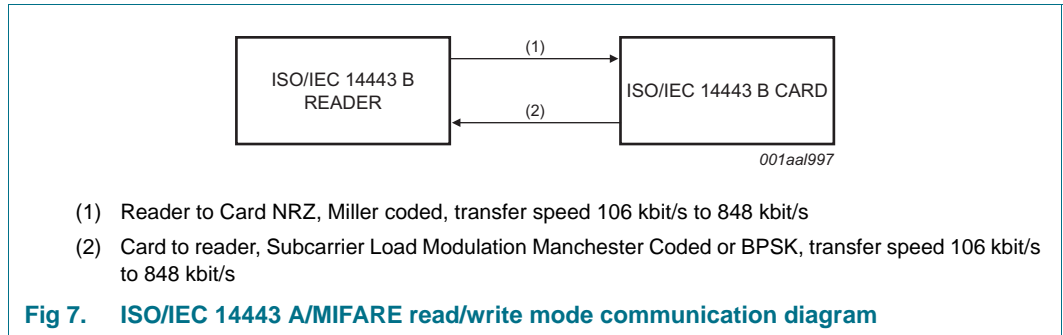 (1)
ISO/IEC 14443 B
READER
ISO/IEC 14443 B CARD
(2)
001aal997
(1) Reader to Card NRZ, Miller coded, transfer speed 106 kbit/s to 848 kbit/s
(2) Card to reader, Subcarrier Load Modulation Manchester Coded or BPSK, transfer speed 106 kbit/s
to 848 kbit/s
Fig 7. ISO/IEC 14443 A/MIFARE read/write mode communication diagram